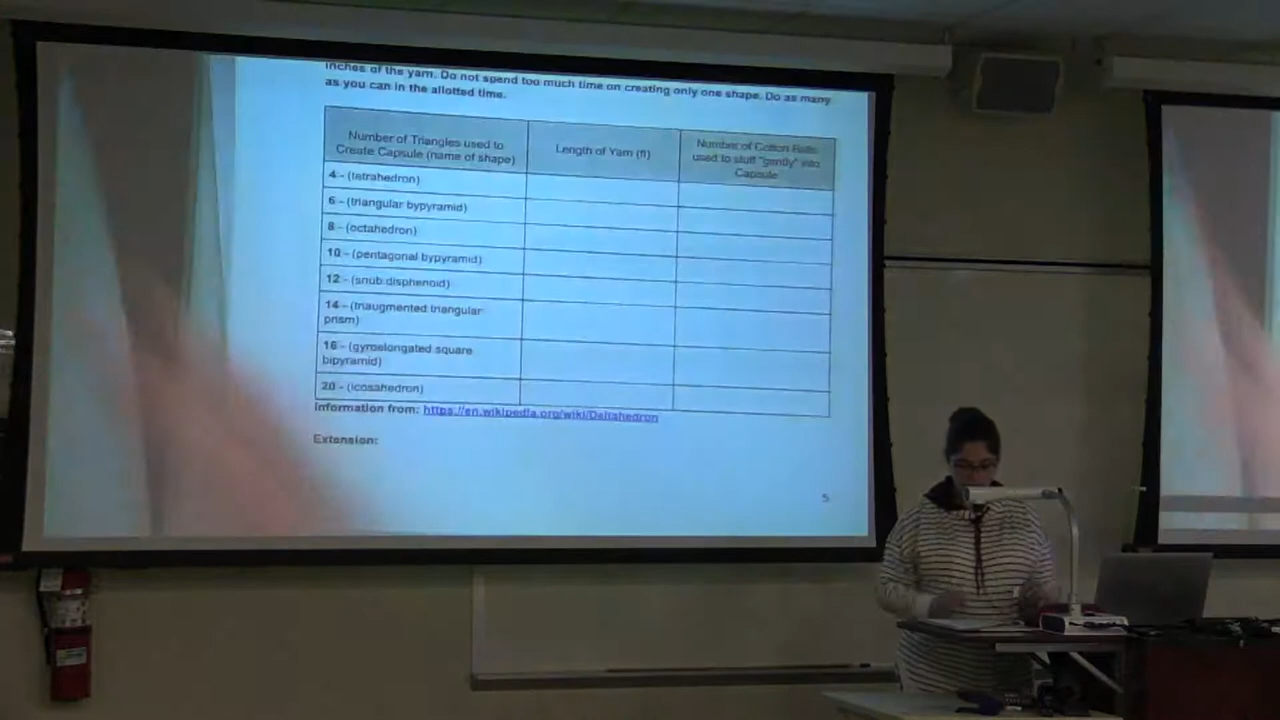 inches of the yarn. Do not spend too much time on creating only one shape. Do as many
as you can in the allotted time.
Number of Triangles used to
Create Capsule (name of shape)
Length of Yarn (ft)
Number of Cotton Balls
used to stuff "gently" into
Capsule
4 - (tetrahedron)
6 - (triangular bypyramid)
8 - (octahedron)
10 - (pentagonal bypyramid)
12 - (snub disphenoid)
14 - (triaugmented triangular
prism)
16 - (gyroelongated square
bipyramid)
20 - (icosahedron)
Information from: https://en.wikipedia.org/wiki/Deltahedron
Extension:
5